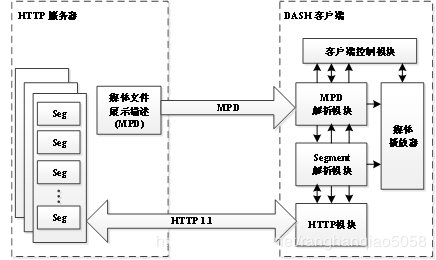 HTTP 服务器
DASH 客户端
客户端控制模块
媒体文件
展示描述
(MPD)
MPD
MPD
解析模块
媒体
播放器
Seg
Seg
Seg
Seg
Segment
解析模块
HTTP 1.1
HTTP模块